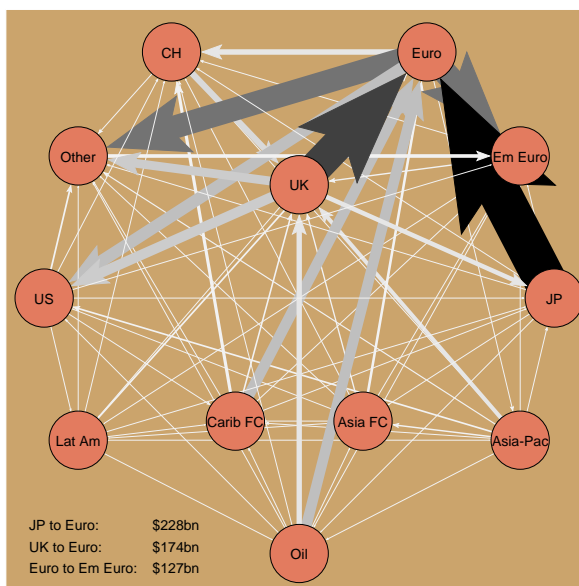 CH
Euro
Other
Em Euro
UK
US
JP
Carib FC
Asia FC
Lat Am
Asia-Pac
Oil
JP to Euro: $228bn
UK to Euro: $174bn
Euro to Em Euro: $127bn